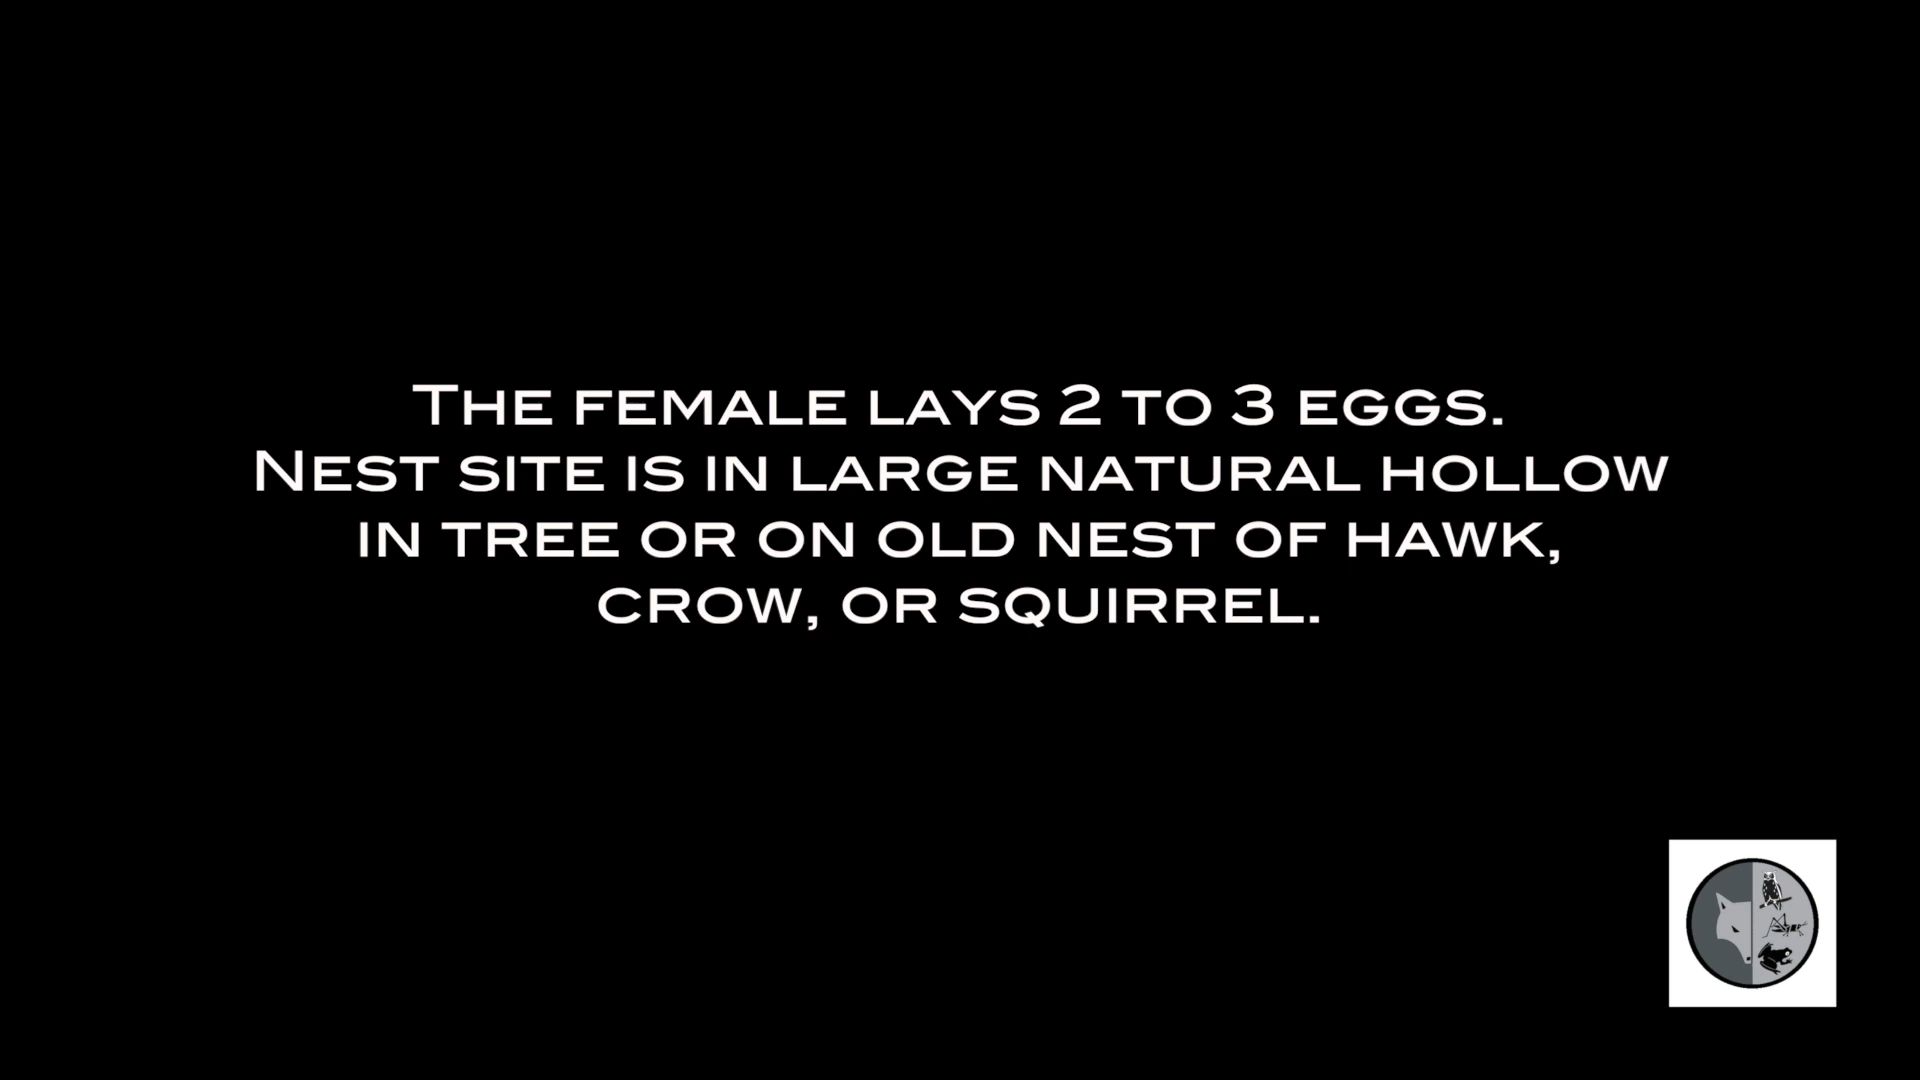 The female lays 2 to 3 eggs.
Nest site is in large natural hollow
in tree or on old nest of hawk,
crow, or squirrel.